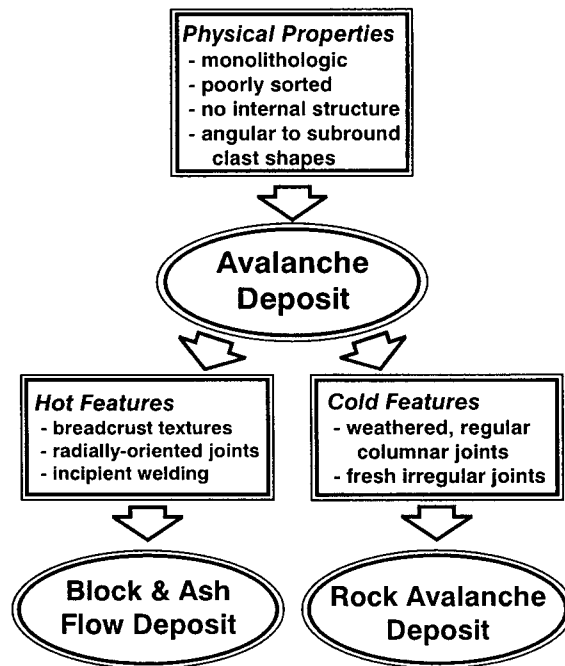 Physical Properties
- monolithologic
- poorly sorted
- no internal structure
- angular to subround
clast shapes
Avalanche
Deposit
Hot Features
- breadcrust textures
- radially-oriented joints
- incipient welding
Cold Features
- weathered, regular
columnar joints
- fresh irregular joints
Block & Ash
Flow Deposit
Rock Avalanche
Deposit